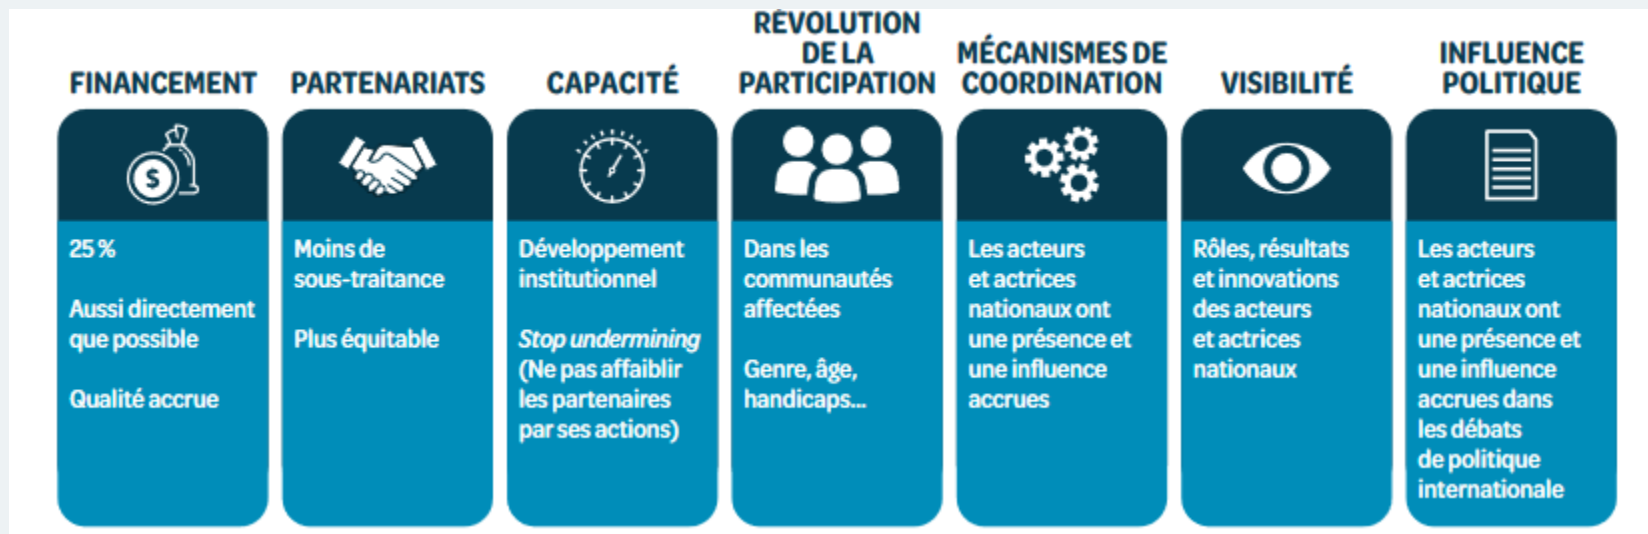 FINANCEMENT
25 %
Aussi directement
que possible
Qualité accrue
PARTENARIATS
Moins de
sous-traitance
Plus équitable
CAPACITÉ
Développement
institutionnel
Stop undermining
(Ne pas affaiblir
les partenaires
par ses actions)
RÉVOLUTION
DE LA
PARTICIPATION
Dans les
communautés
affectées
Genre, âge,
handicaps...
MÉCANISMES DE
COORDINATION
Les acteurs
et actrices
nationaux ont
une présence et
une influence
accrues
VISIBILITÉ
Rôles, résultats
et innovations
des acteurs
et actrices
nationaux
INFLUENCE
POLITIQUE
Les acteurs
et actrices
nationaux ont
une présence et
une influence
accrues dans
les débats
de politique
internationale